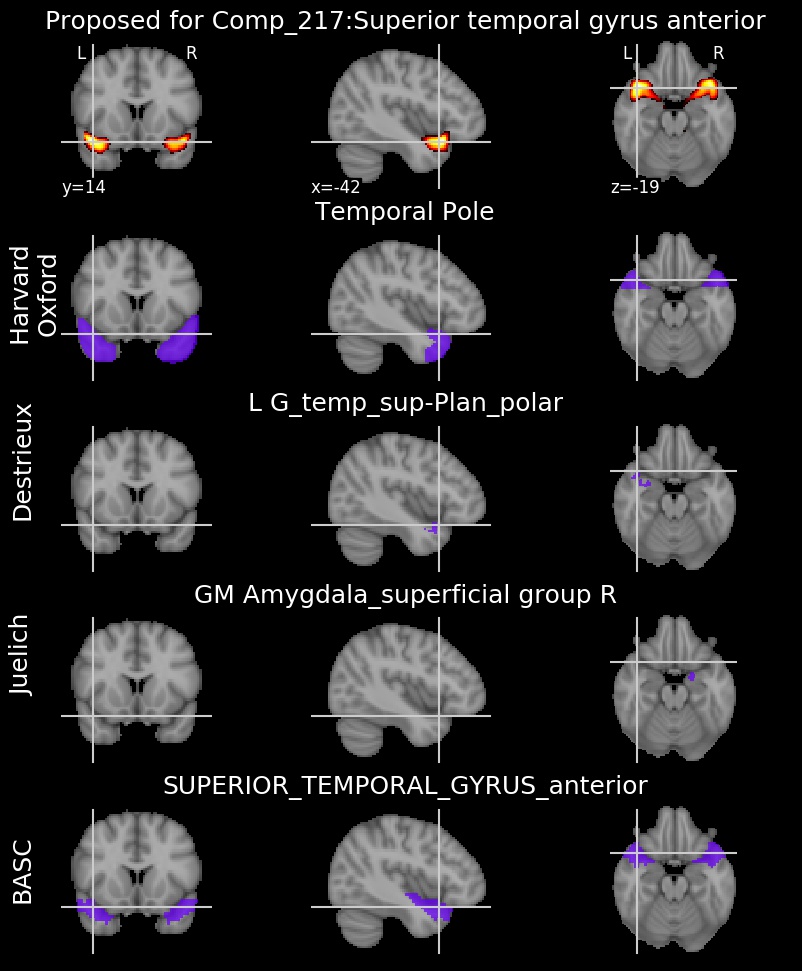 Proposed for Comp_217:Superior temporal gyrus anterior
L R L R
y=14 x=-42 z=-19
Temporal Pole
Harvard
Oxford
L G_temp_sup-Plan_polar
Destrieux
GM Amygdala_superficial group R
Juelich
SUPERIOR_TEMPORAL_GYRUS_anterior
BASC